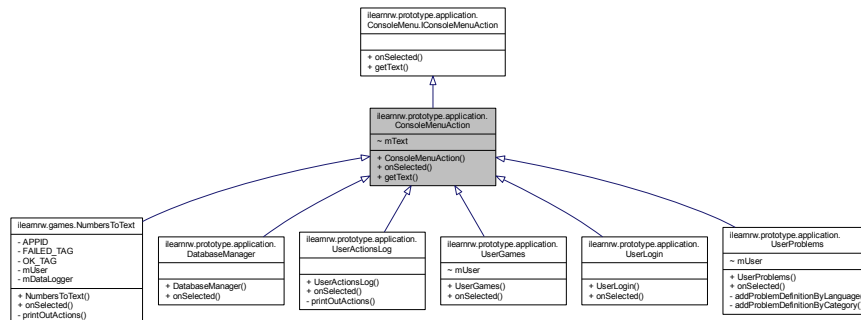 ilearnrw.prototype.application.
ConsoleMenu.IConsoleMenuAction
+ onSelected()
+ getText()
ilearnrw.prototype.application.
ConsoleMenuAction
~ mText
+ ConsoleMenuAction()
+ onSelected()
+ getText()
ilearnrw.games.NumbersToText
- APPID
- FAILED_TAG
- OK_TAG
- mUser
- mDataLogger
+ NumbersToText()
+ onSelected()
- printOutActions()
ilearnrw.prototype.application.
DatabaseManager
+ DatabaseManager()
+ onSelected()
ilearnrw.prototype.application.
UserActionsLog
+ UserActionsLog()
+ onSelected()
- printOutActions()
ilearnrw.prototype.application.
UserGames
~ mUser
+ UserGames()
+ onSelected()
ilearnrw.prototype.application.
UserLogin
+ UserLogin()
+ onSelected()
ilearnrw.prototype.application.
UserProblems
~ mUser
+ UserProblems()
+ onSelected()
- addProblemDefinitionByLanguage()
- addProblemDefinitionByCategory()